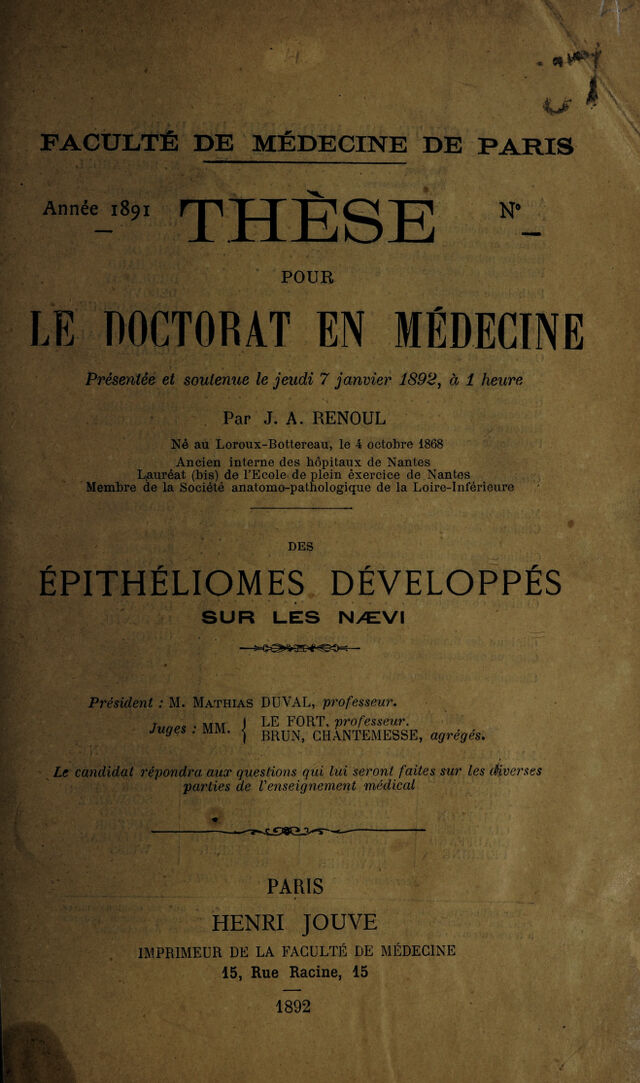 FACULTÉ DE MÉDECINE DE PARIS
Année 1891 THÈSE N°
POUR
LE DOCTORAT EN MÉDECINE
Présentée et soutenue le jeudi 7 janvier 1892, à 1 heure
Par J. A. RENOUL
Né au Loroux-Bottereau, le 4 octobre 1868
Ancien interne des hôpitaux de Nantes
Lauréat (bis) de l'Ecole de plein éxercice de Nantes
Membre de la Société anatomo-pathologique de la Loire-Inférieure
DES
ÉPITHÉLIOMES DÉVELOPPÉS
SUR LES NÆVI
Président : M. MATHIAS DUVAL, professeur.
Juges : MM. { LE FORT, professeur.
BRUN, CHANTEMESSE, agrégés.
Le candidat répondra aux questions qui lui seront faites sur les diverses
parties de l'enseignement médical
PARIS
HENRI JOUVE
IMPRIMEUR DE LA FACULTÉ DE MÉDECINE
15, Rue Racine, 15
1892